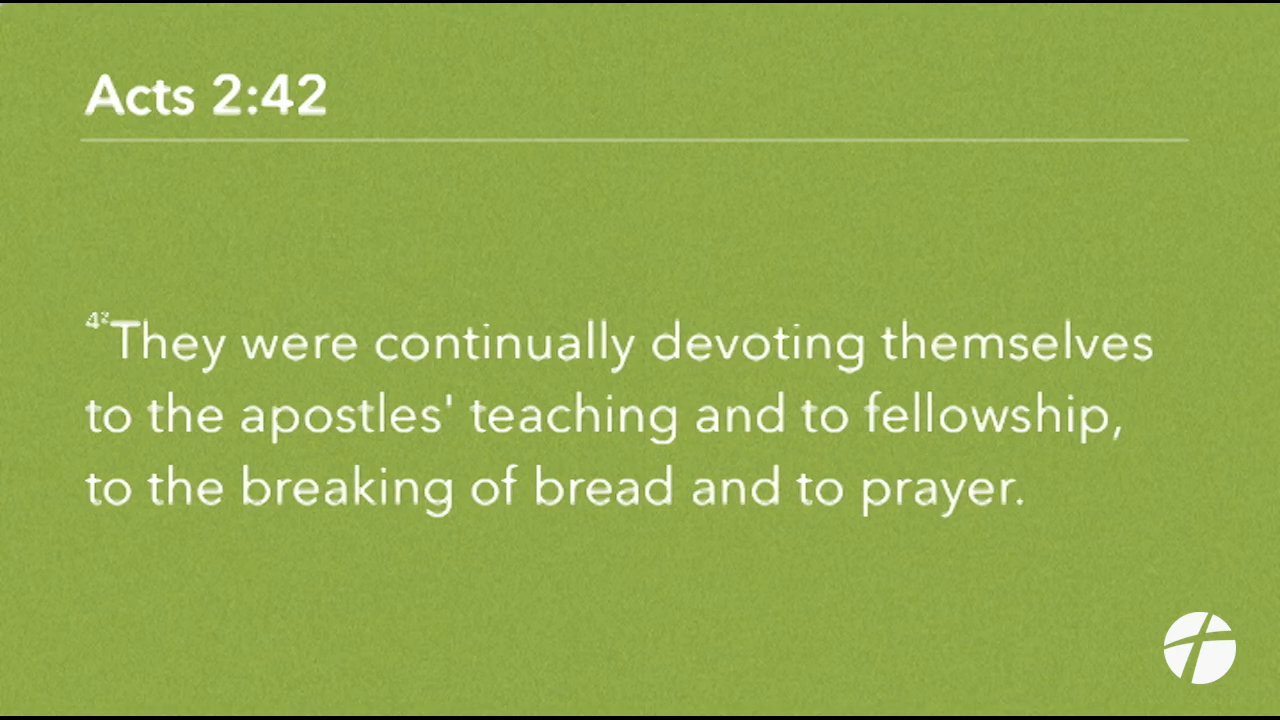 Acts 2:42
42They were continually devoting themselves
to the apostles' teaching and to fellowship,
to the breaking of bread and to prayer.